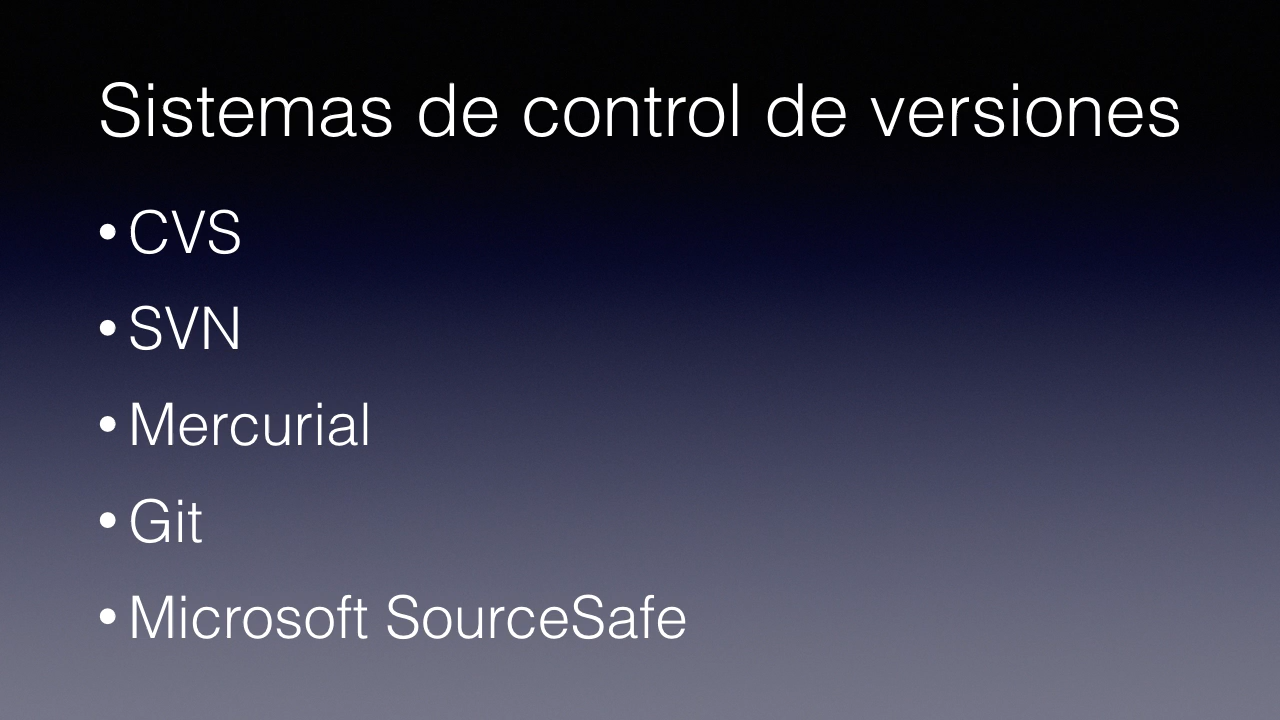 Sistemas de control de versiones
• CVS
• SVN
• Mercurial
• Git
• Microsoft SourceSafe